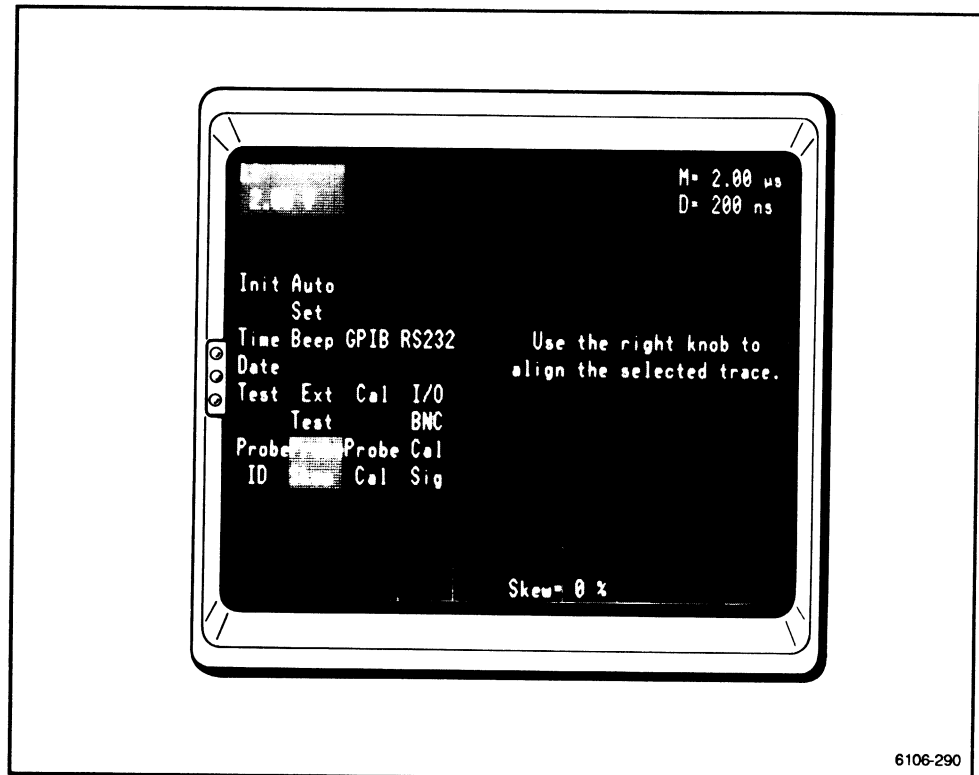 M= 2.00 µs
D= 200 ns
Init Auto
Set
Time Beep GPIB RS232
Date
Use the right knob to
align the selected trace.
Test Ext Cal I/O
Test BNC
Probe Probe Cal
ID Cal Sig
Skew= 0 %
6106-290